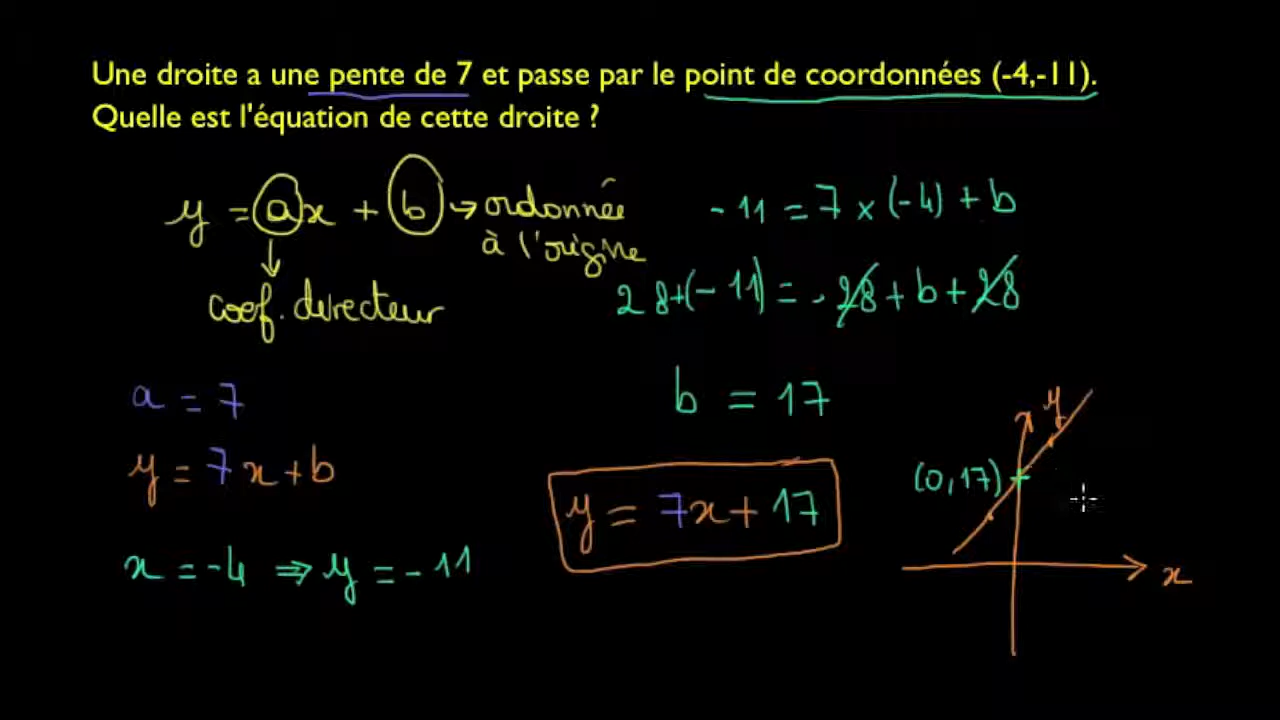 Une droite a une pente de 7 et passe par le point de coordonnées (-4,-11).
Quelle est l'équation de cette droite ?
y = ax + b → ordonnée
à l'origine
coef. directeur
a = 7
y = 7x + b
x = -4 ⇒ y = -11
-11 = 7 × (-4) + b
28+(-11) = -28 + b + 28
b = 17
y = 7x + 17
y
(0,17)
x